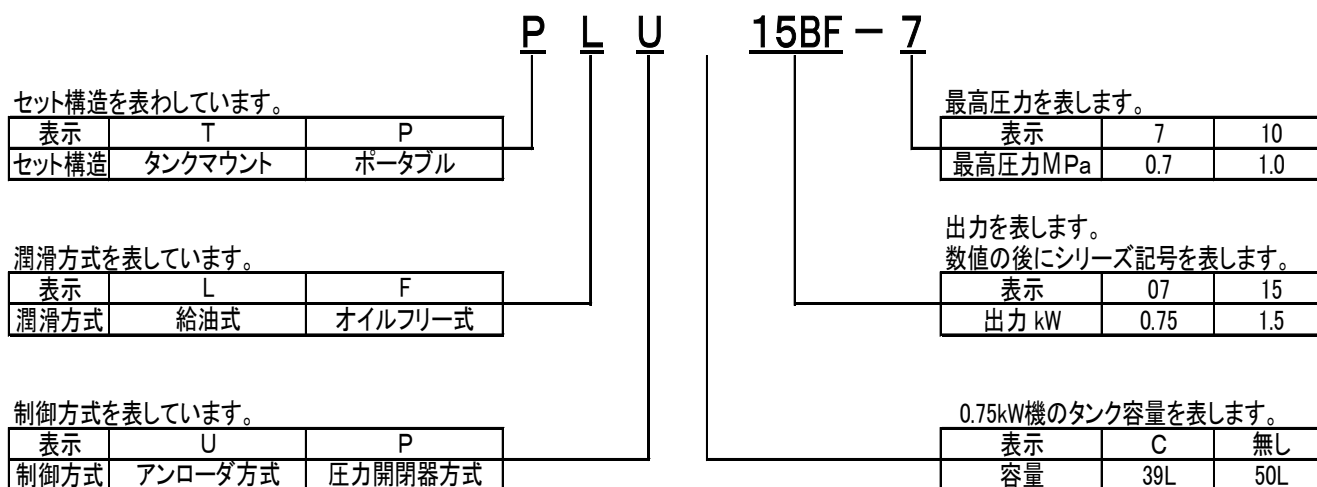 P L U 15BF－7
セット構造を表わしています。
表示 T P
セット構造 タンクマウント ポータブル
潤滑方式を表しています。
表示 L F
潤滑方式 給油式 オイルフリー式
制御方式を表しています。
表示 U P
制御方式 アンローダ方式 圧力開閉器方式
最高圧力を表します。
表示 7 10
最高圧力MPa 0.7 1.0
出力を表します。
数値の後にシリーズ記号を表します。
表示 07 15
出力 kW 0.75 1.5
0.75kW機のタンク容量を表します。
表示 C 無し
容量 39L 50L